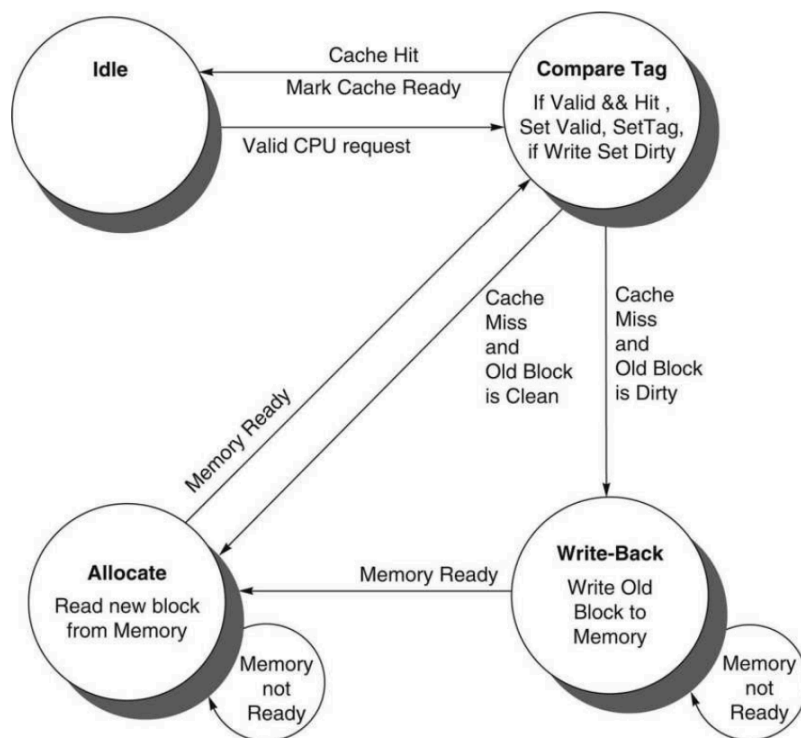 Idle
Cache Hit
Mark Cache Ready
Valid CPU request
Compare Tag
If Valid && Hit ,
Set Valid, SetTag,
if Write Set Dirty
Cache
Miss
and
Old Block
is Clean
Cache
Miss
and
Old Block
is Dirty
Memory Ready
Allocate
Read new block
from Memory
Memory
not
Ready
Memory Ready
Write-Back
Write Old
Block to
Memory
Memory
not
Ready